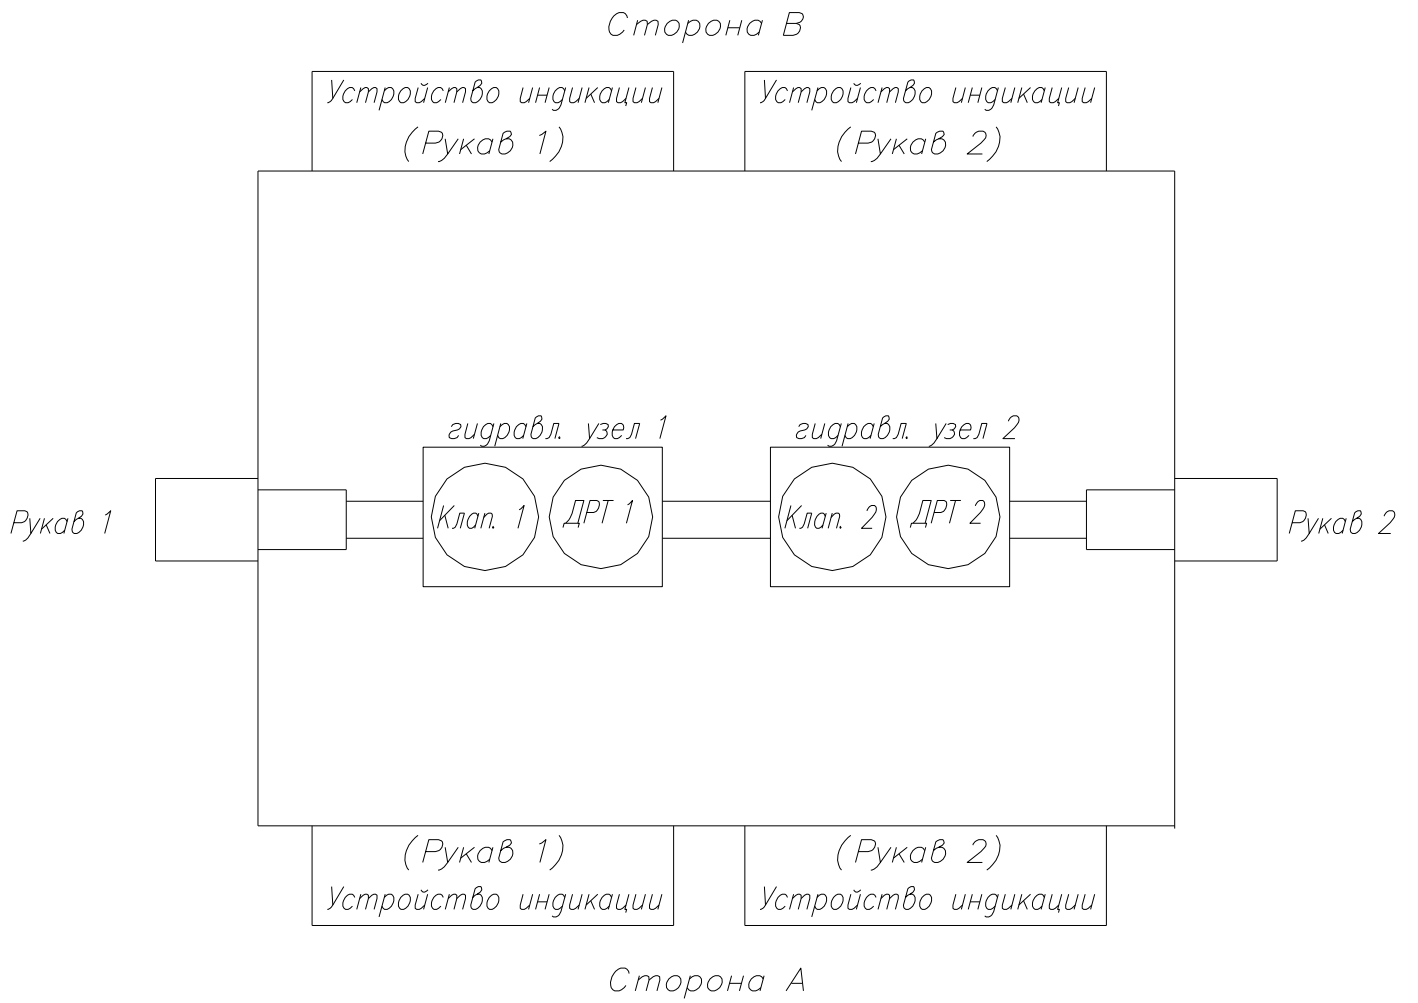 Сторона В
Устройство индикации
(Рукав 1)
Устройство индикации
(Рукав 2)
гидравл. узел 1
гидравл. узел 2
Рукав 1
Клап. 1
ДРТ 1
Клап. 2
ДРТ 2
Рукав 2
(Рукав 1)
Устройство индикации
(Рукав 2)
Устройство индикации
Сторона А